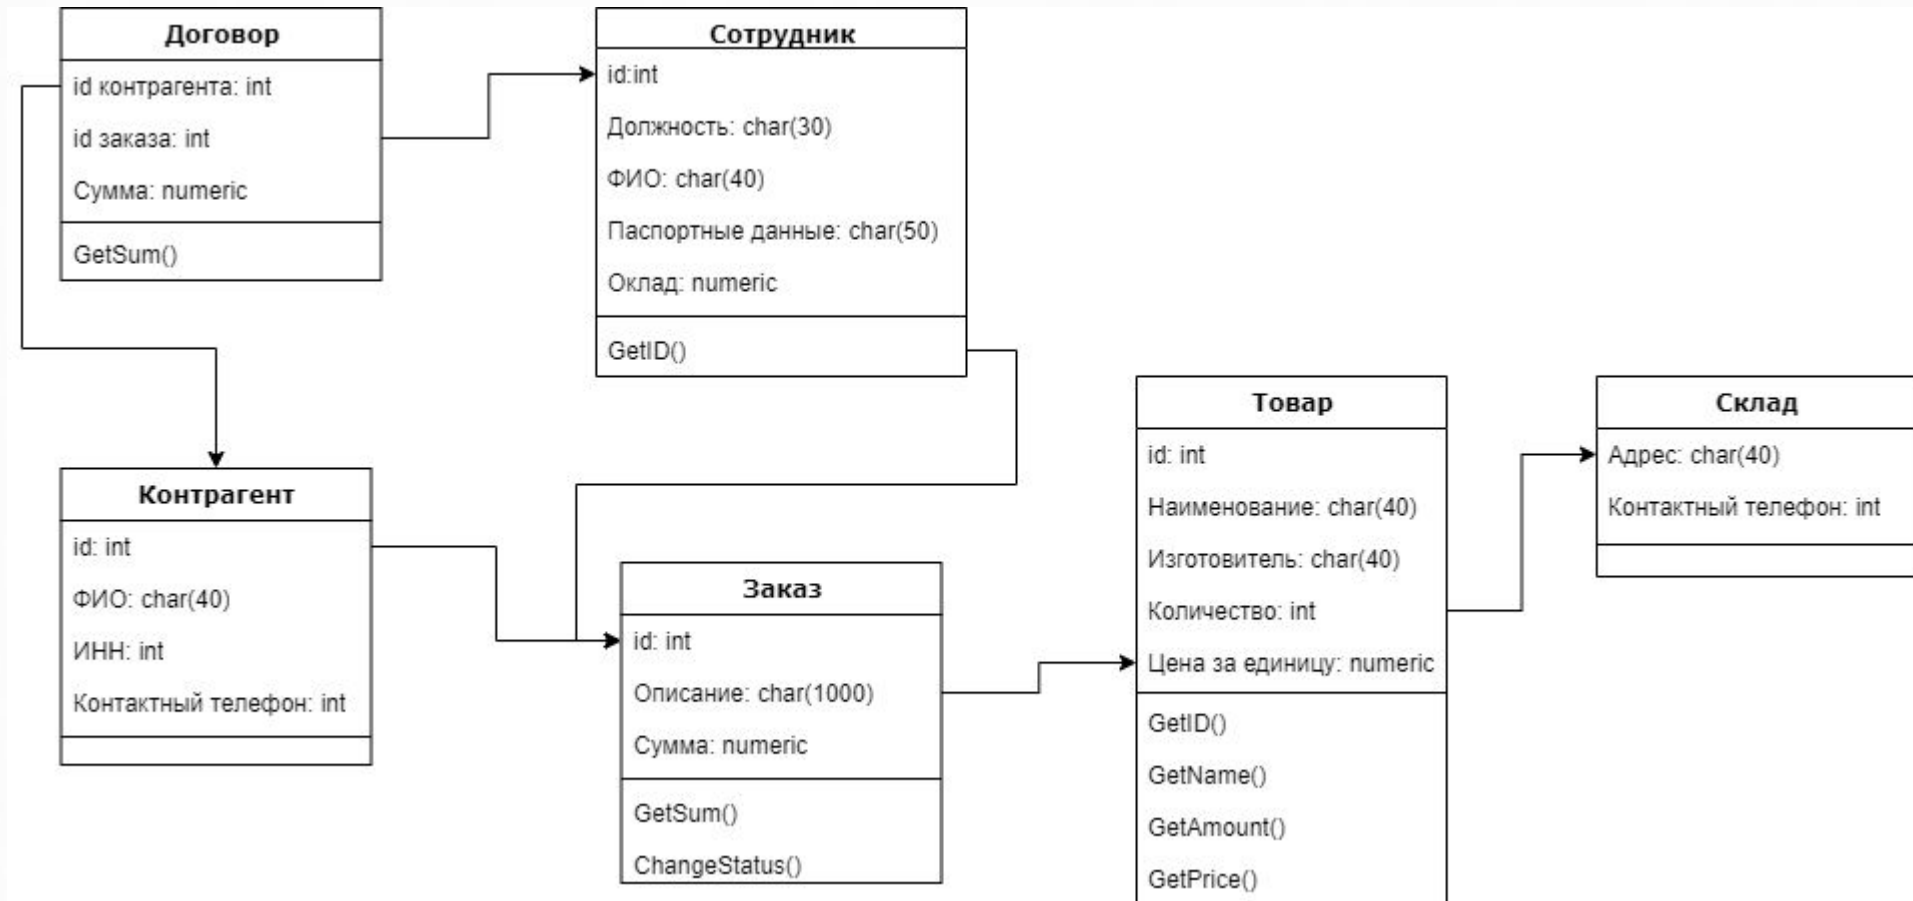 Договор
id контрагента: int
id заказа: int
Сумма: numeric
GetSum()
Сотрудник
id:int
Должность: char(30)
ФИО: char(40)
Паспортные данные: char(50)
Оклад: numeric
GetID()
Контрагент
id: int
ФИО: char(40)
ИНН: int
Контактный телефон: int
Заказ
id: int
Описание: char(1000)
Сумма: numeric
GetSum()
ChangeStatus()
Товар
id: int
Наименование: char(40)
Изготовитель: char(40)
Количество: int
Цена за единицу: numeric
GetID()
GetName()
GetAmount()
GetPrice()
Склад
Адрес: char(40)
Контактный телефон: int